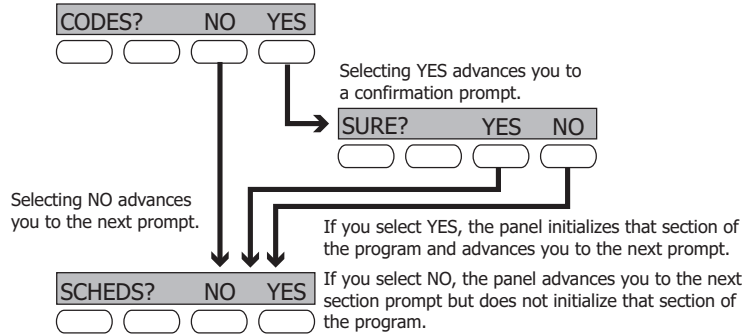 CODES? NO YES
Selecting YES advances you to
a confirmation prompt.
SURE? YES NO
Selecting NO advances
you to the next prompt.
If you select YES, the panel initializes that section of
the program and advances you to the next prompt.
SCHEDS? NO YES
If you select NO, the panel advances you to the next
section prompt but does not initialize that section of
the program.